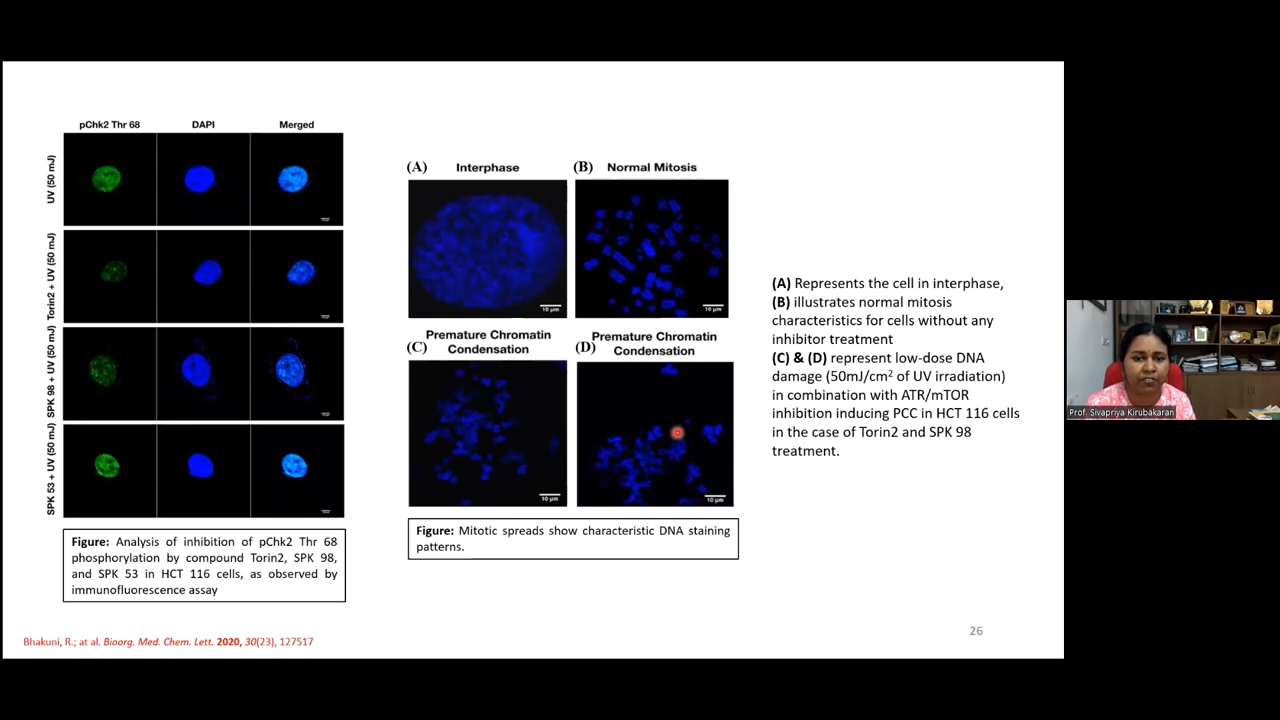 pChk2 Thr 68
DAPI
Merged
UV (50 mJ)
Torin2 + UV (50 mJ)
SPK 98 + UV (50 mJ)
SPK 53 + UV (50 mJ)
Figure: Analysis of inhibition of pChk2 Thr 68
phosphorylation by compound Torin2, SPK 98,
and SPK 53 in HCT 116 cells, as observed by
immunofluorescence assay
(A) Interphase
10 μm
(B) Normal Mitosis
10 μm
Premature Chromatin
(C) Condensation
10 μm
Premature Chromatin
(D) Condensation
10 μm
Figure: Mitotic spreads show characteristic DNA staining
patterns.
(A) Represents the cell in interphase,
(B) illustrates normal mitosis
characteristics for cells without any
inhibitor treatment
(C) & (D) represent low-dose DNA
damage (50mJ/cm² of UV irradiation)
in combination with ATR/mTOR
inhibition inducing PCC in HCT 116 cells
in the case of Torin2 and SPK 98
treatment.
Bhakuni, R.; at al. Bioorg. Med. Chem. Lett. 2020, 30(23), 127517
26
Prof. Sivapriya Kirubakaran